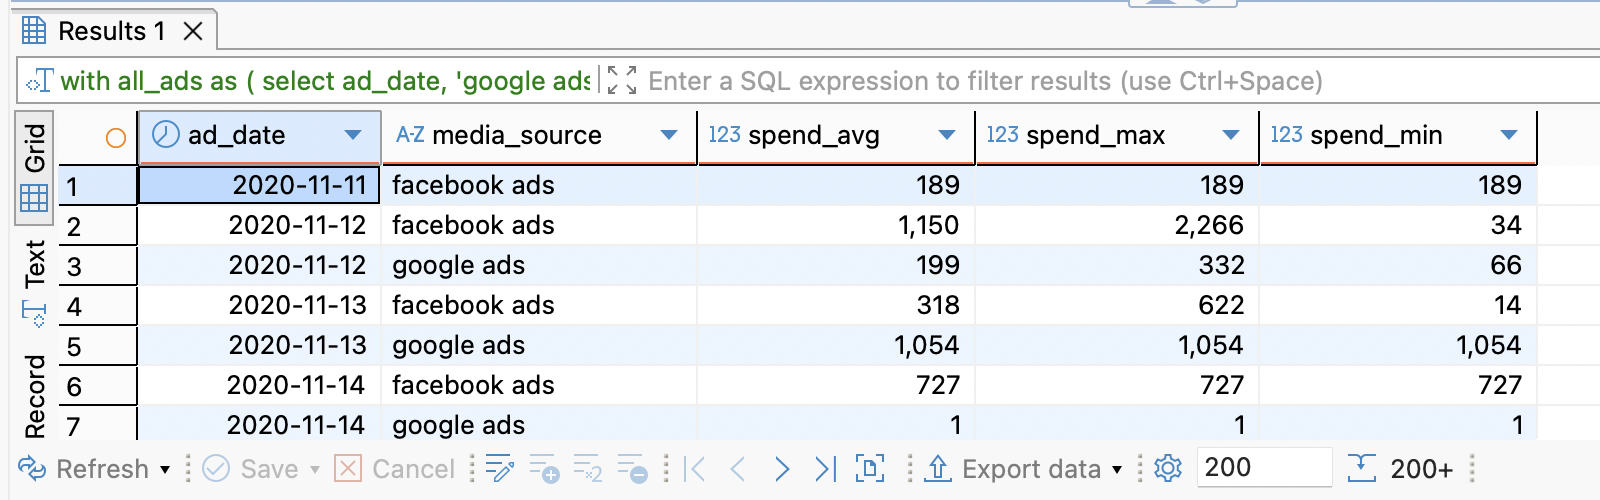 Results 1
with all_ads as ( select ad_date, 'google ads Enter a SQL expression to filter results (use Ctrl+Space)
Grid
Text
Record
ad_date A-Z media_source 123 spend_avg 123 spend_max 123 spend_min
1 2020-11-11 facebook ads 189 189 189
2 2020-11-12 facebook ads 1,150 2,266 34
3 2020-11-12 google ads 199 332 66
4 2020-11-13 facebook ads 318 622 14
5 2020-11-13 google ads 1,054 1,054 1,054
6 2020-11-14 facebook ads 727 727 727
7 2020-11-14 google ads 1 1 1
Refresh Save Cancel Export data 200 200+